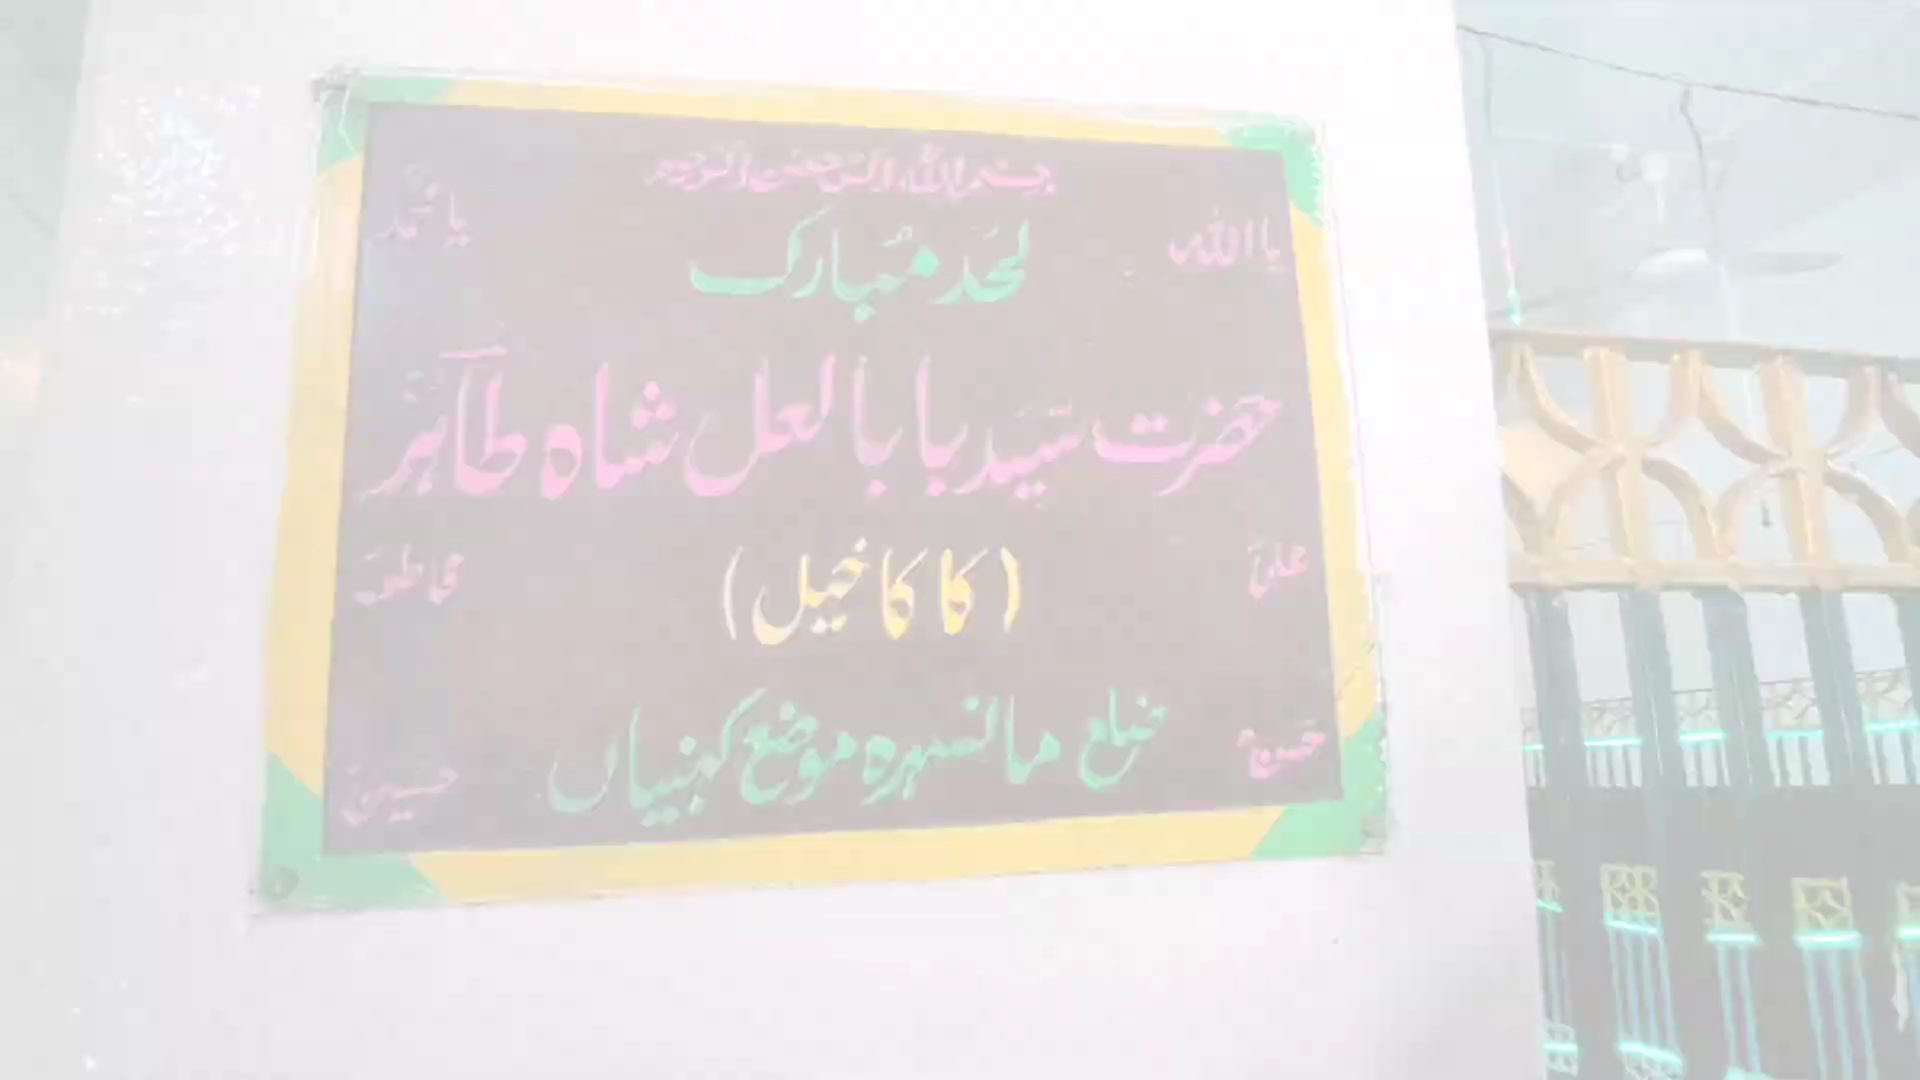 بسم اللہ الرحمن الرحیم
یا اللہ
یا محمد
لحد مبارک
حضرت سید بابا لعل شاہ طاہر
(کاکاخیل)
علیؑ
فاطمہؑ
ضلع مانسہرہ موضع کہنیاں
حسنؑ
حسینؑ